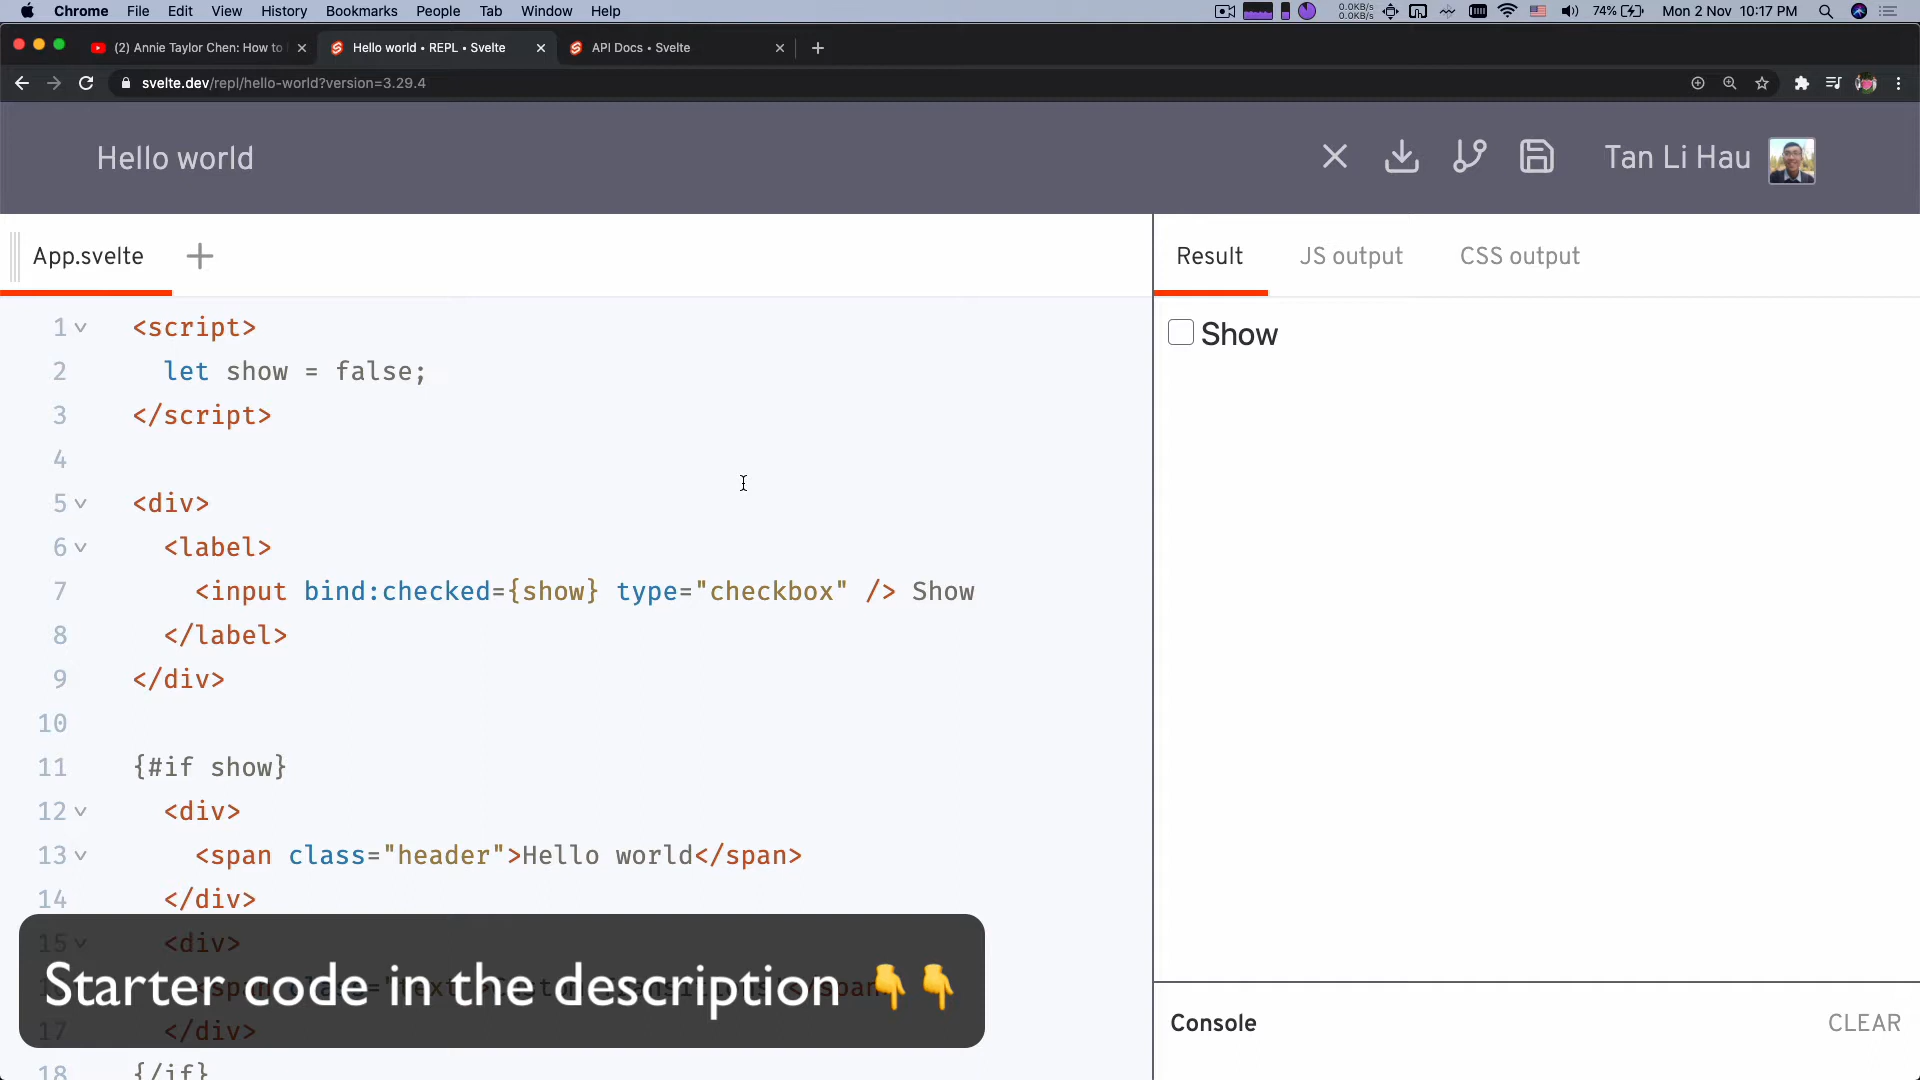 Chrome File Edit View History Bookmarks People Tab Window Help
0.0KB/s
0.0KB/s
74% Mon 2 Nov 10:17 PM
(2) Annie Taylor Chen: How to
Hello world • REPL • Svelte
API Docs • Svelte
svelte.dev/repl/hello-world?version=3.29.4
Hello world
Tan Li Hau
App.svelte
Result JS output CSS output
1 <script>
2 let show = false;
3 </script>
4
5 <div>
6 <label>
7 <input bind:checked={show} type="checkbox" /> Show
8 </label>
9 </div>
10
11 {#if show}
12 <div>
13 <span class="header">Hello world</span>
14 </div>
15 <div>
17 </div>
18 {/if}
Starter code in the description 👇👇
Show
Console
CLEAR